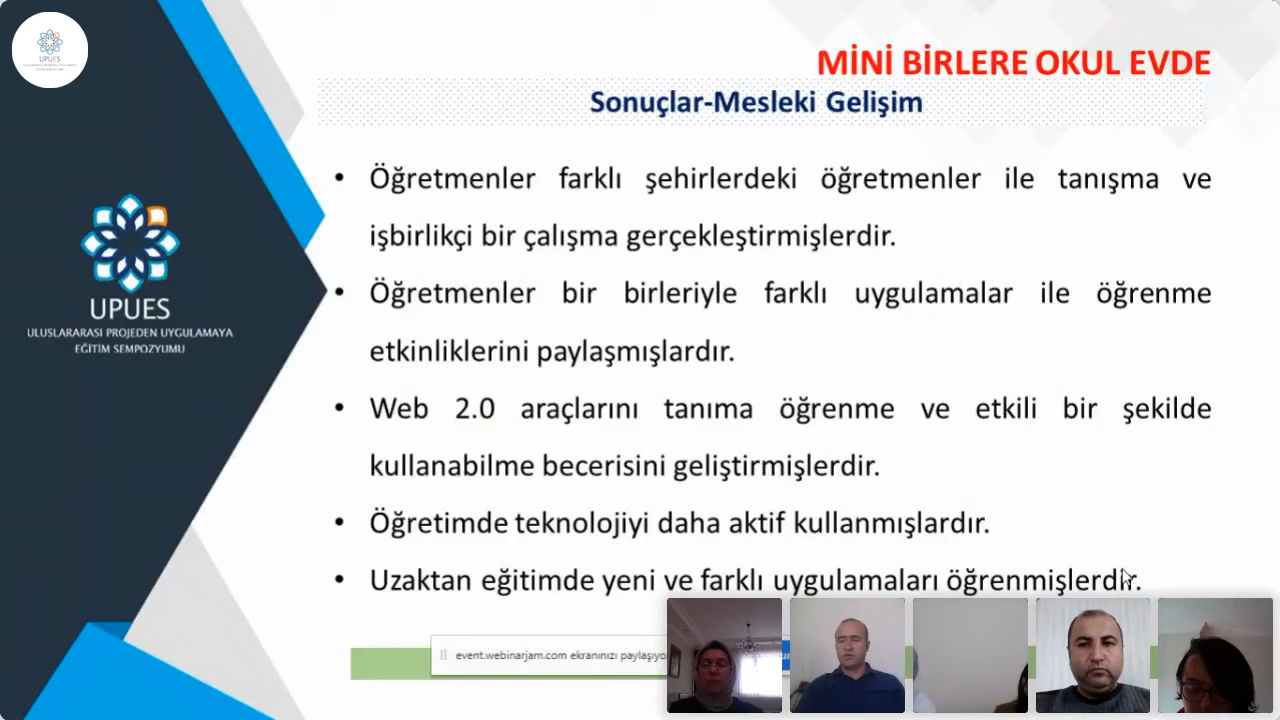 MİNİ BİRLERE OKUL EVDE
Sonuçlar-Mesleki Gelişim
• Öğretmenler farklı şehirlerdeki öğretmenler ile tanışma ve
işbirlikçi bir çalışma gerçekleştirmişlerdir.
• Öğretmenler bir birleriyle farklı uygulamalar ile öğrenme
etkinliklerini paylaşmışlardır.
• Web 2.0 araçlarını tanıma öğrenme ve etkili bir şekilde
kullanabilme becerisini geliştirmişlerdir.
• Öğretimde teknolojiyi daha aktif kullanmışlardır.
• Uzaktan eğitimde yeni ve farklı uygulamaları öğrenmişlerdir.
UPUES
ULUSLARARASI PROJEDEN UYGULAMAYA
EĞİTİM SEMPOZYUMU
UPUES
event.webinarjam.com ekranınızı